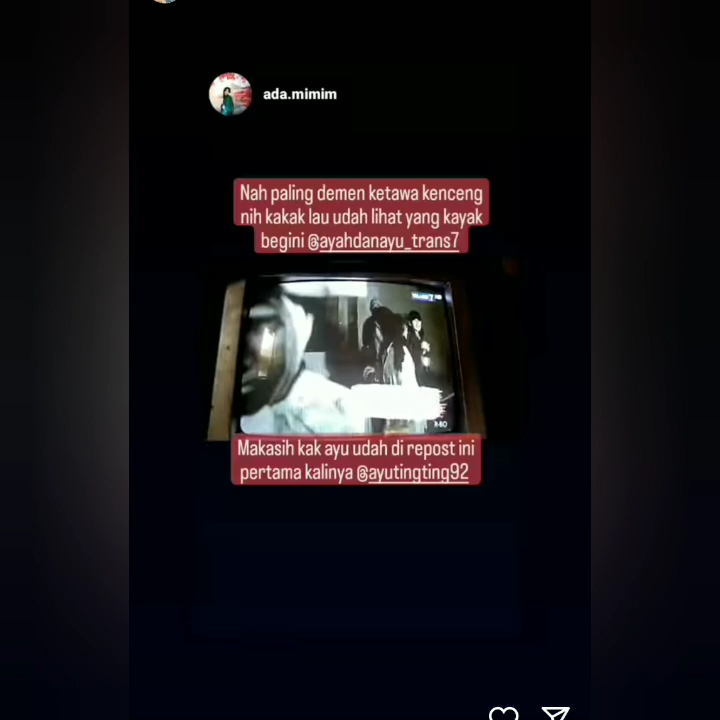 ada.mimim
Nah paling demen ketawa kenceng
nih kakak lau udah lihat yang kayak
begini @ayahdanayu_trans7
R-BO
Makasih kak ayu udah di repost ini
pertama kalinya @ayutingting92